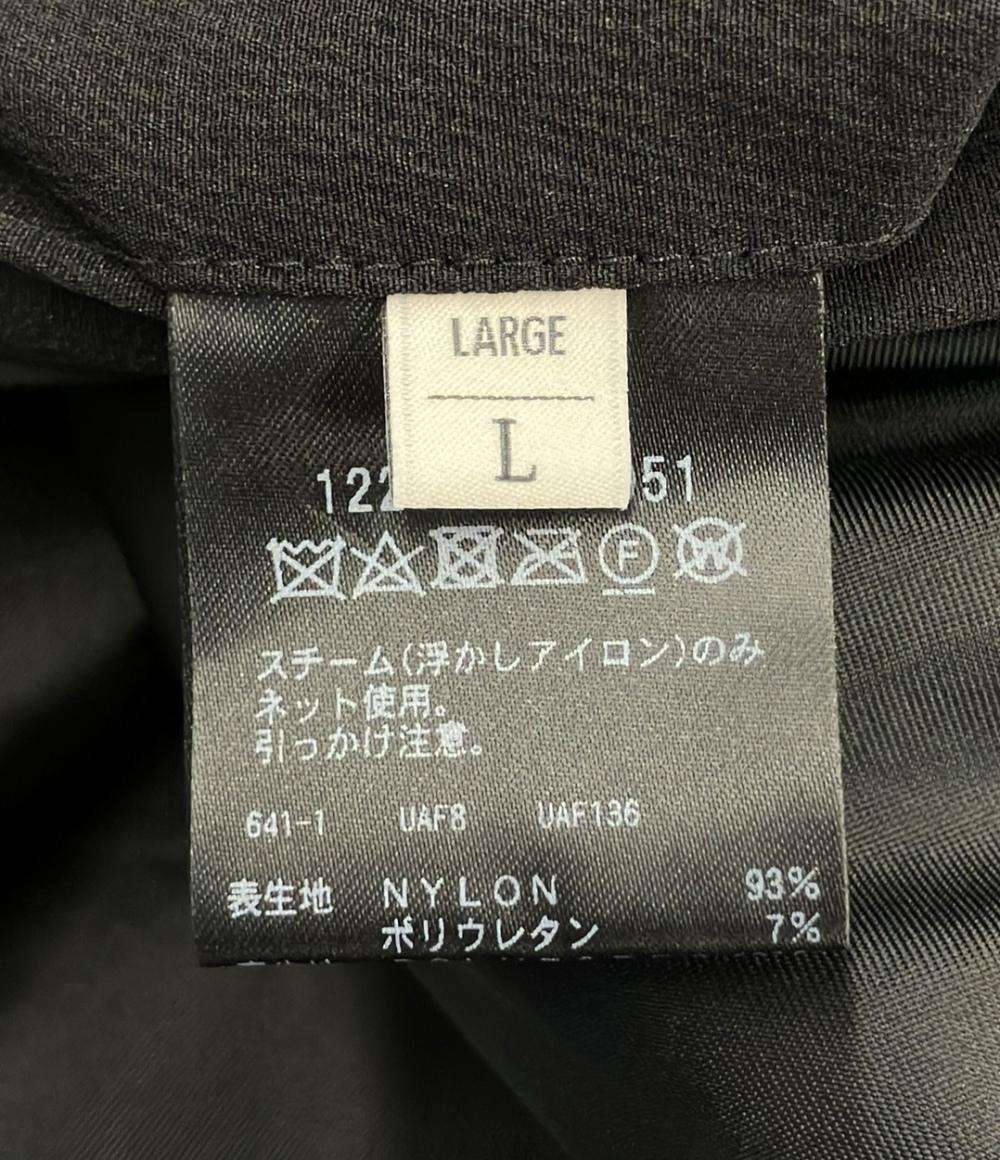 LARGE
L
122 51
F W
スチーム(浮かしアイロン)のみ
ネット使用。
引っかけ注意。
641-1 UAF8 UAF136
表生地 NYLON 93%
ポリウレタン 7%